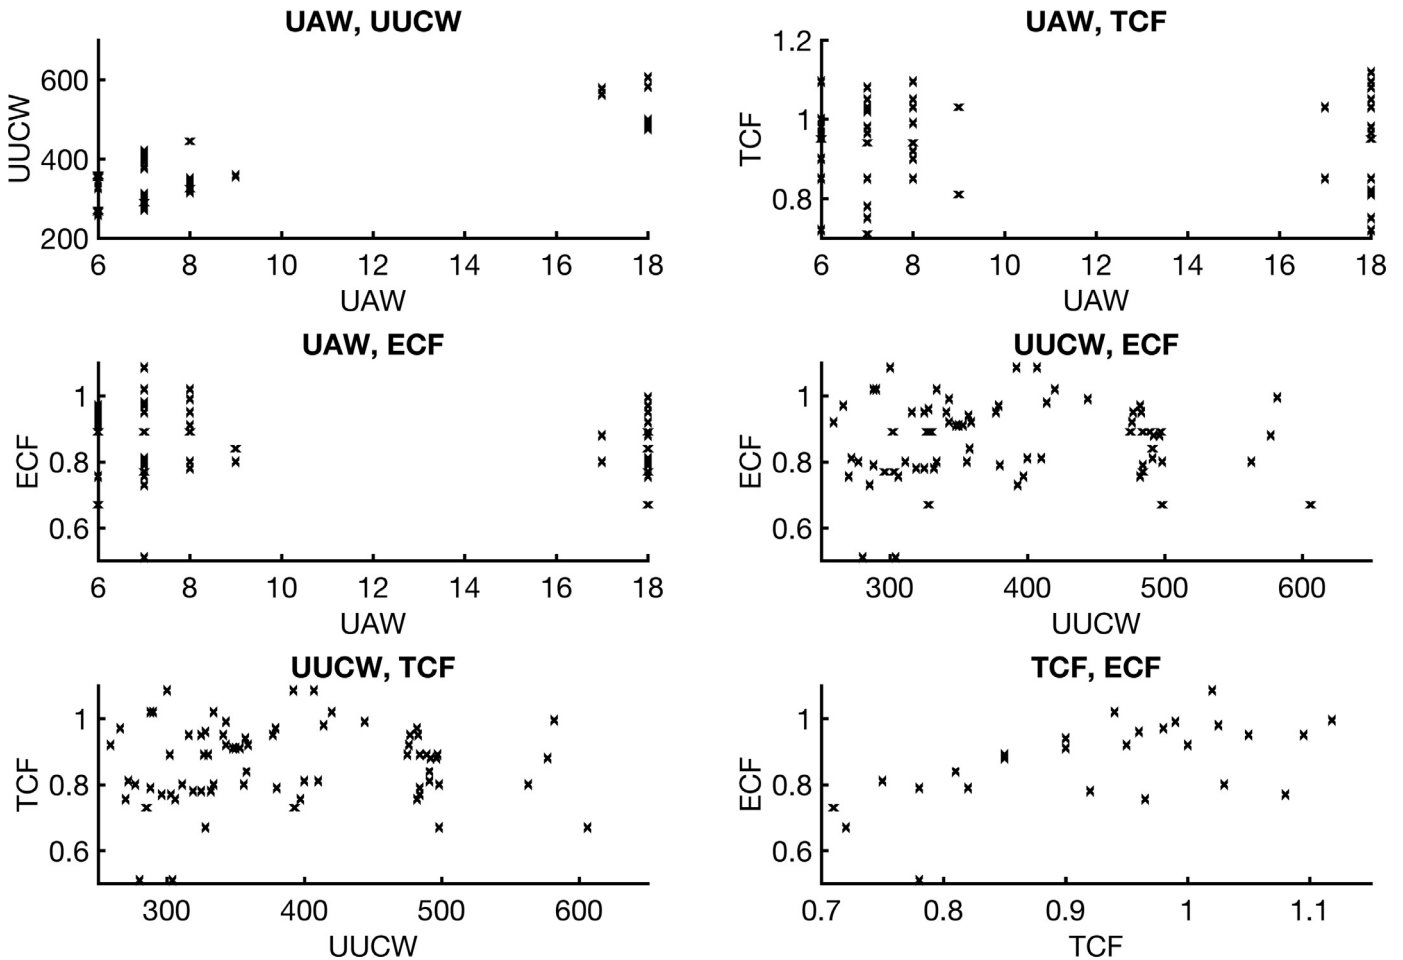 UAW, UUCW
600
400
200
UUCW
6 8 10 12 14 16 18
UAW
UAW, TCF
1.2
1
0.8
TCF
6 8 10 12 14 16 18
UAW
UAW, ECF
1
0.8
0.6
ECF
6 8 10 12 14 16 18
UAW
UUCW, ECF
1
0.8
0.6
ECF
300 400 500 600
UUCW
UUCW, TCF
1
0.8
0.6
TCF
300 400 500 600
UUCW
TCF, ECF
1
0.8
0.6
ECF
0.7 0.8 0.9 1 1.1
TCF